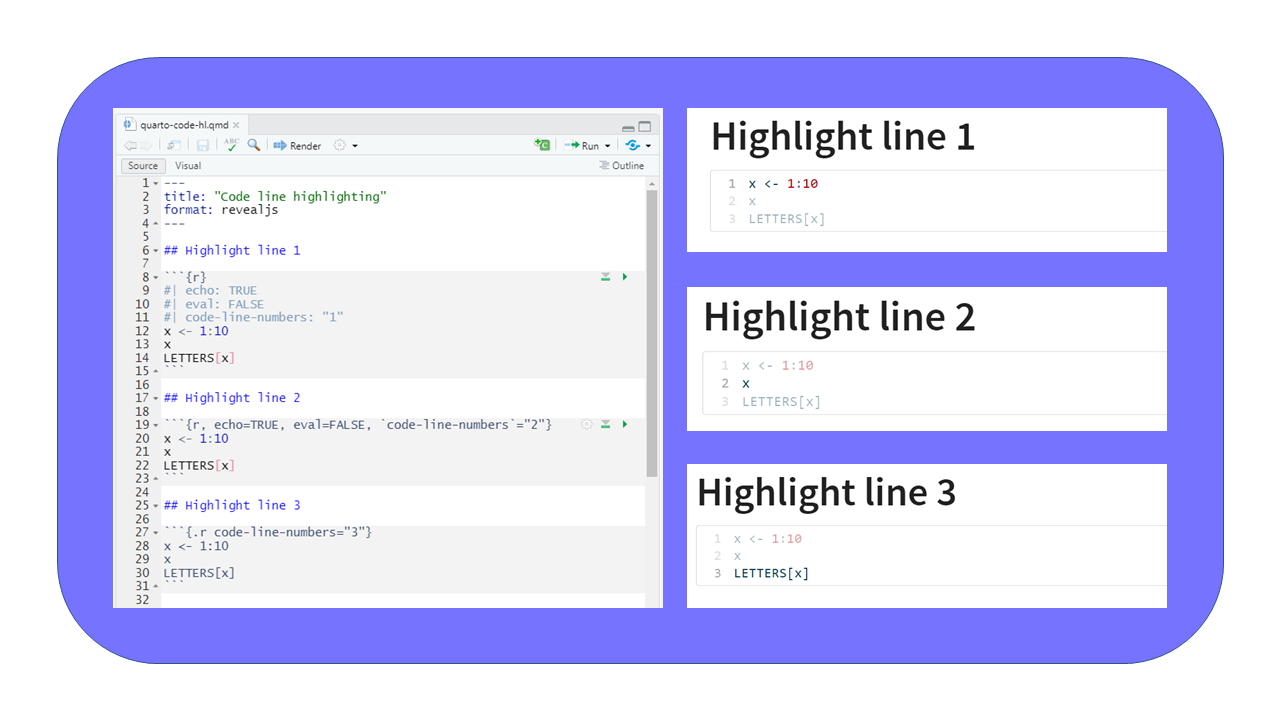 quarto-code-hl.qmd
ABC Render Run
Source Visual Outline
1 ---
2 title: "Code line highlighting"
3 format: revealjs
4 ---
5
6 ## Highlight line 1
7
8 ```{r}
9 #| echo: TRUE
10 #| eval: FALSE
11 #| code-line-numbers: "1"
12 x <- 1:10
13 x
14 LETTERS[x]
15 ```
16
17 ## Highlight line 2
18
19 ```{r, echo=TRUE, eval=FALSE, `code-line-numbers`="2"}
20 x <- 1:10
21 x
22 LETTERS[x]
23 ```
24
25 ## Highlight line 3
26
27 ```{.r code-line-numbers="3"}
28 x <- 1:10
29 x
30 LETTERS[x]
31 ```
32
Highlight line 1
1 x <- 1:10
2 x
3 LETTERS[x]
Highlight line 2
1 x <- 1:10
2 x
3 LETTERS[x]
Highlight line 3
1 x <- 1:10
2 x
3 LETTERS[x]